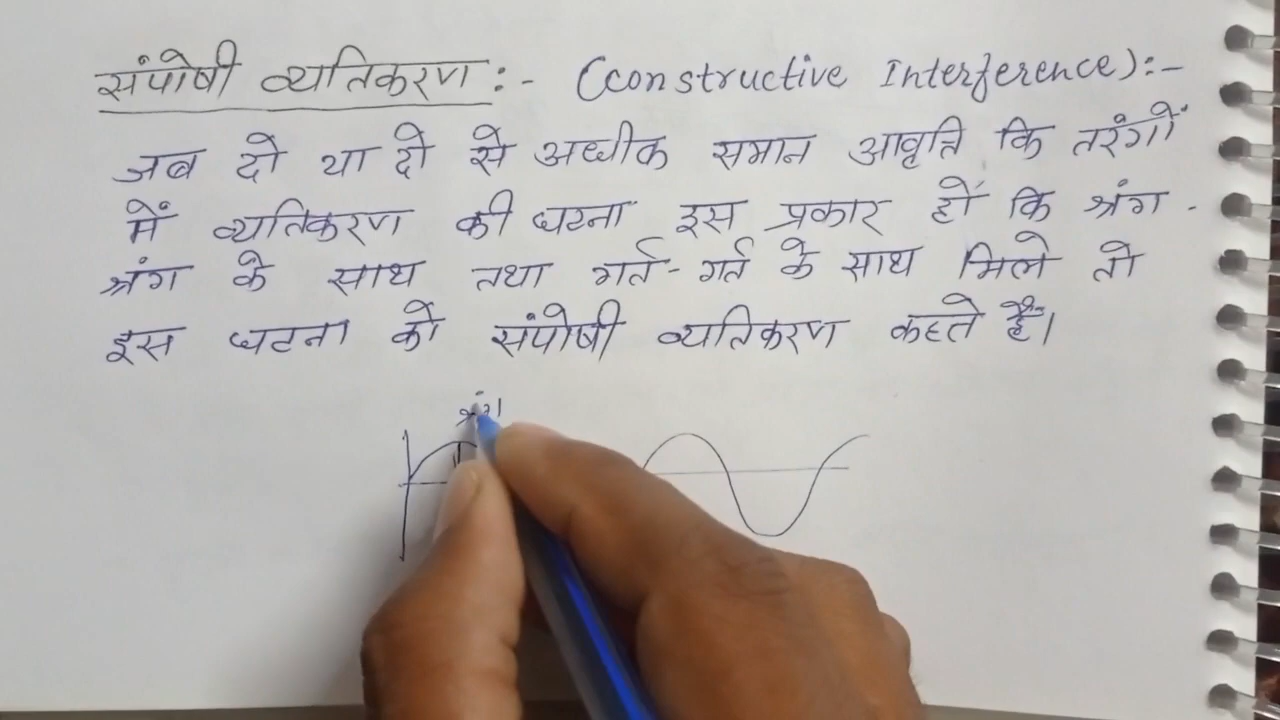 संपोषी व्यतिकरण :- (constructive Interference):-
जब दो या दो से अधीक समान आवृति कि तरंगों
में व्यतिकरण की घटना इस प्रकार हों कि श्रंग -
श्रंग के साथ तथा गर्त - गर्त के साथ मिले तो
इस घटना को संपोषी व्यतिकरण कहते हैं।